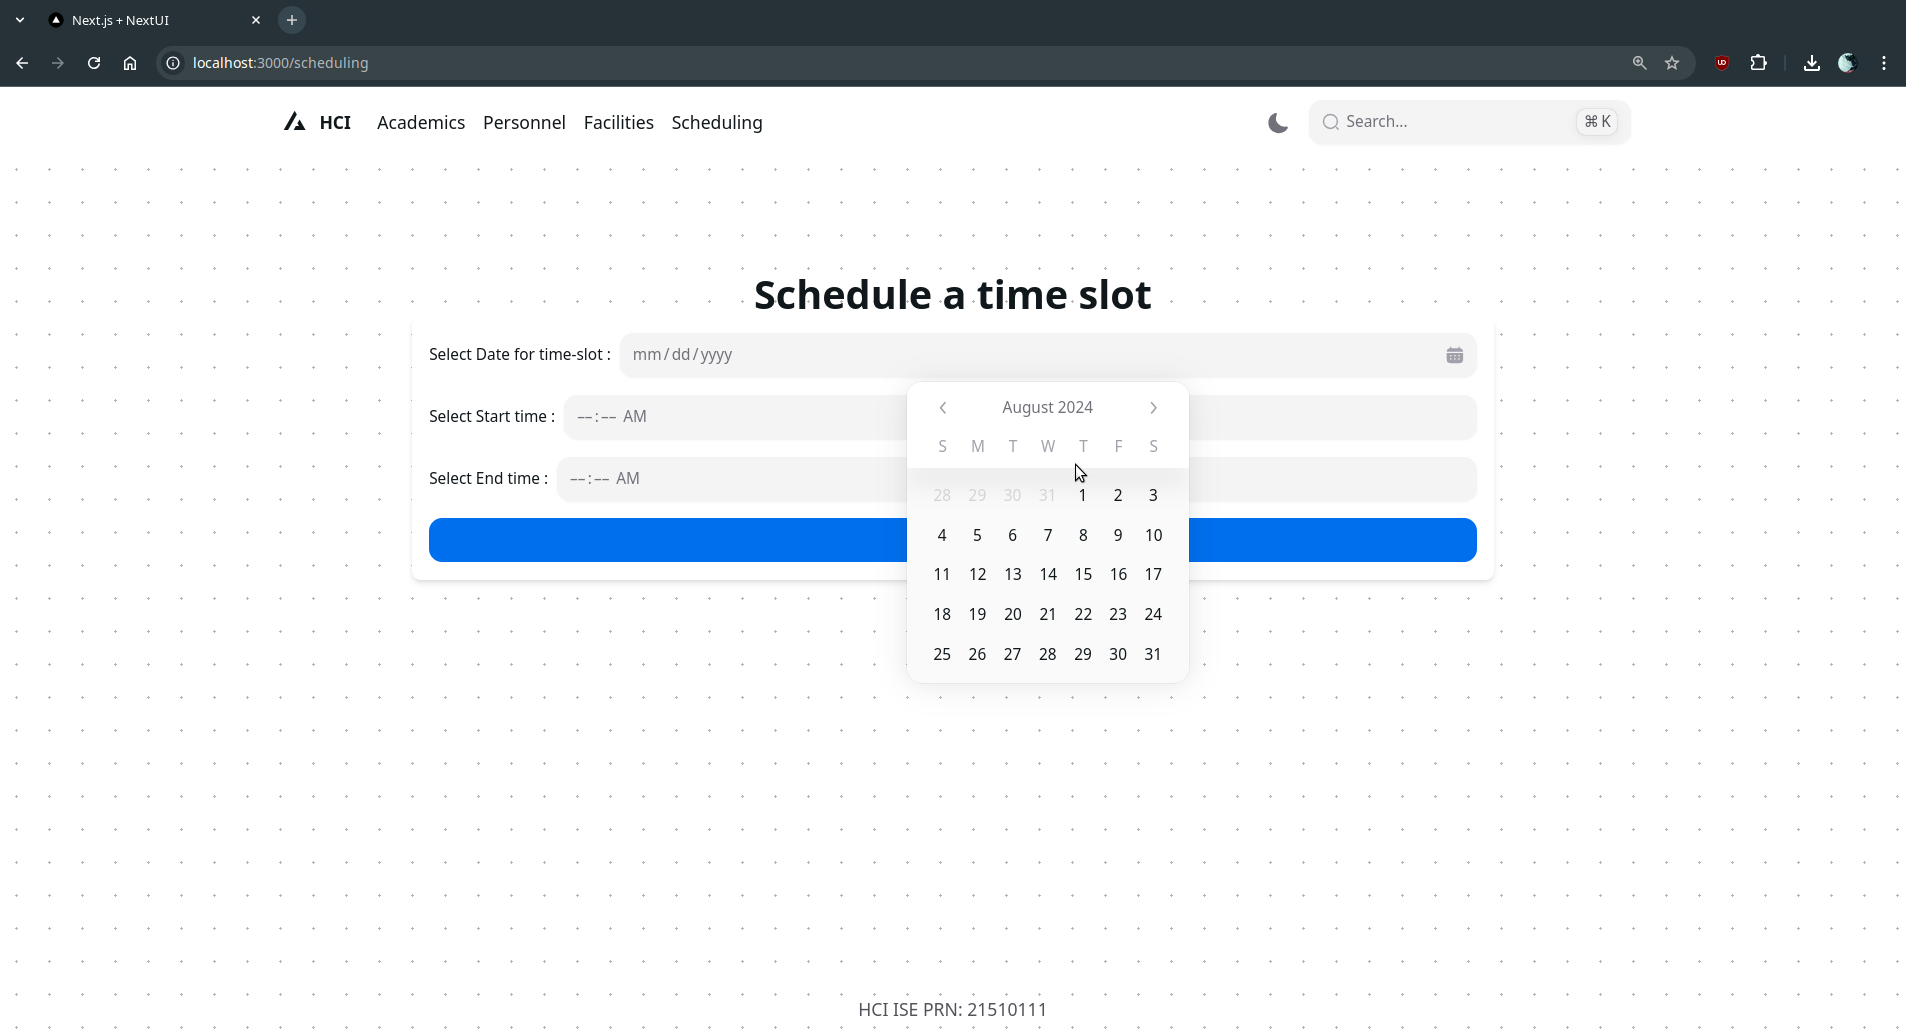 Next.js + NextUI
localhost:3000/scheduling
HCI Academics Personnel Facilities Scheduling Search... ⌘ K
Schedule a time slot
Select Date for time-slot : mm/dd/yyyy
August 2024
Select Start time : ––:–– AM
S M T W T F S
Select End time : ––:–– AM
28 29 30 31 1 2 3
4 5 6 7 8 9 10
11 12 13 14 15 16 17
18 19 20 21 22 23 24
25 26 27 28 29 30 31
HCI ISE PRN: 21510111